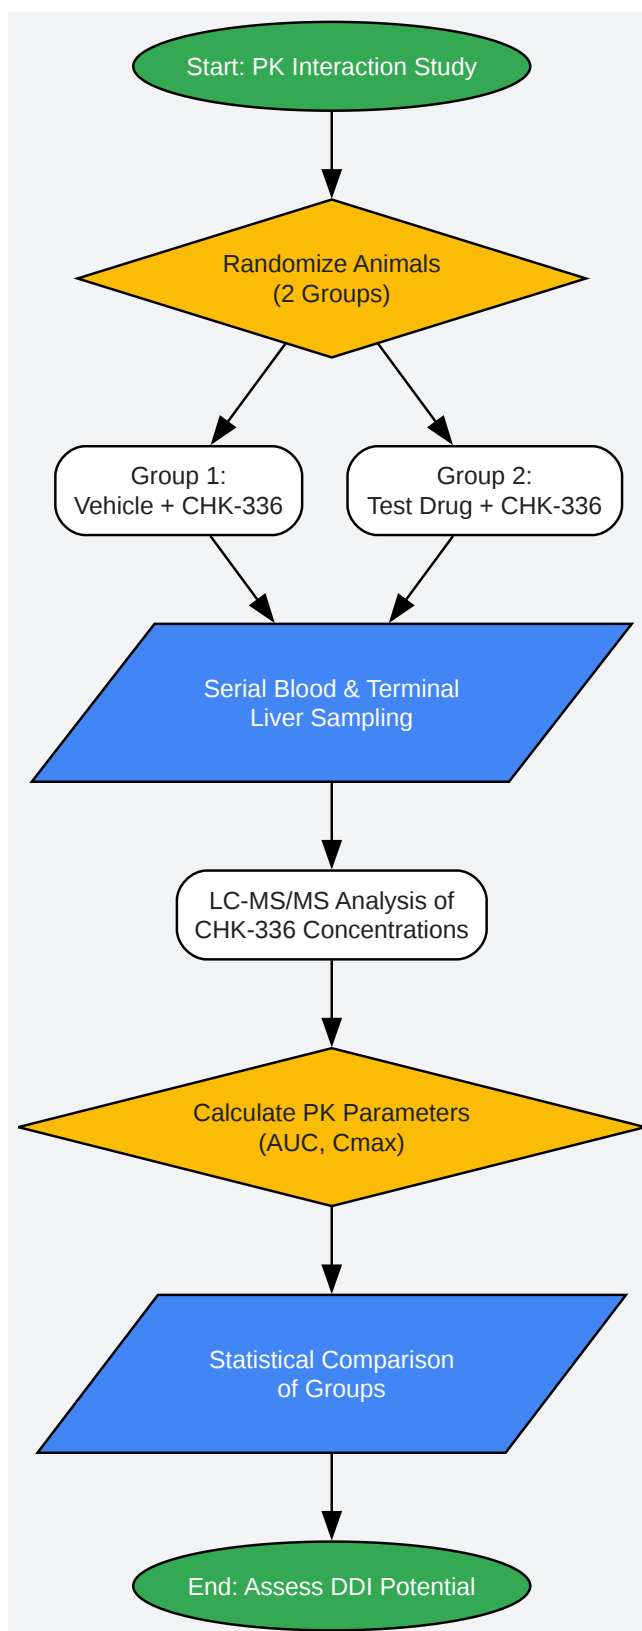 Start: PK Interaction Study
Randomize Animals
(2 Groups)
Group 1:
Vehicle + CHK-336
Group 2:
Test Drug + CHK-336
Serial Blood & Terminal
Liver Sampling
LC-MS/MS Analysis of
CHK-336 Concentrations
Calculate PK Parameters
(AUC, Cmax)
Statistical Comparison
of Groups
End: Assess DDI Potential